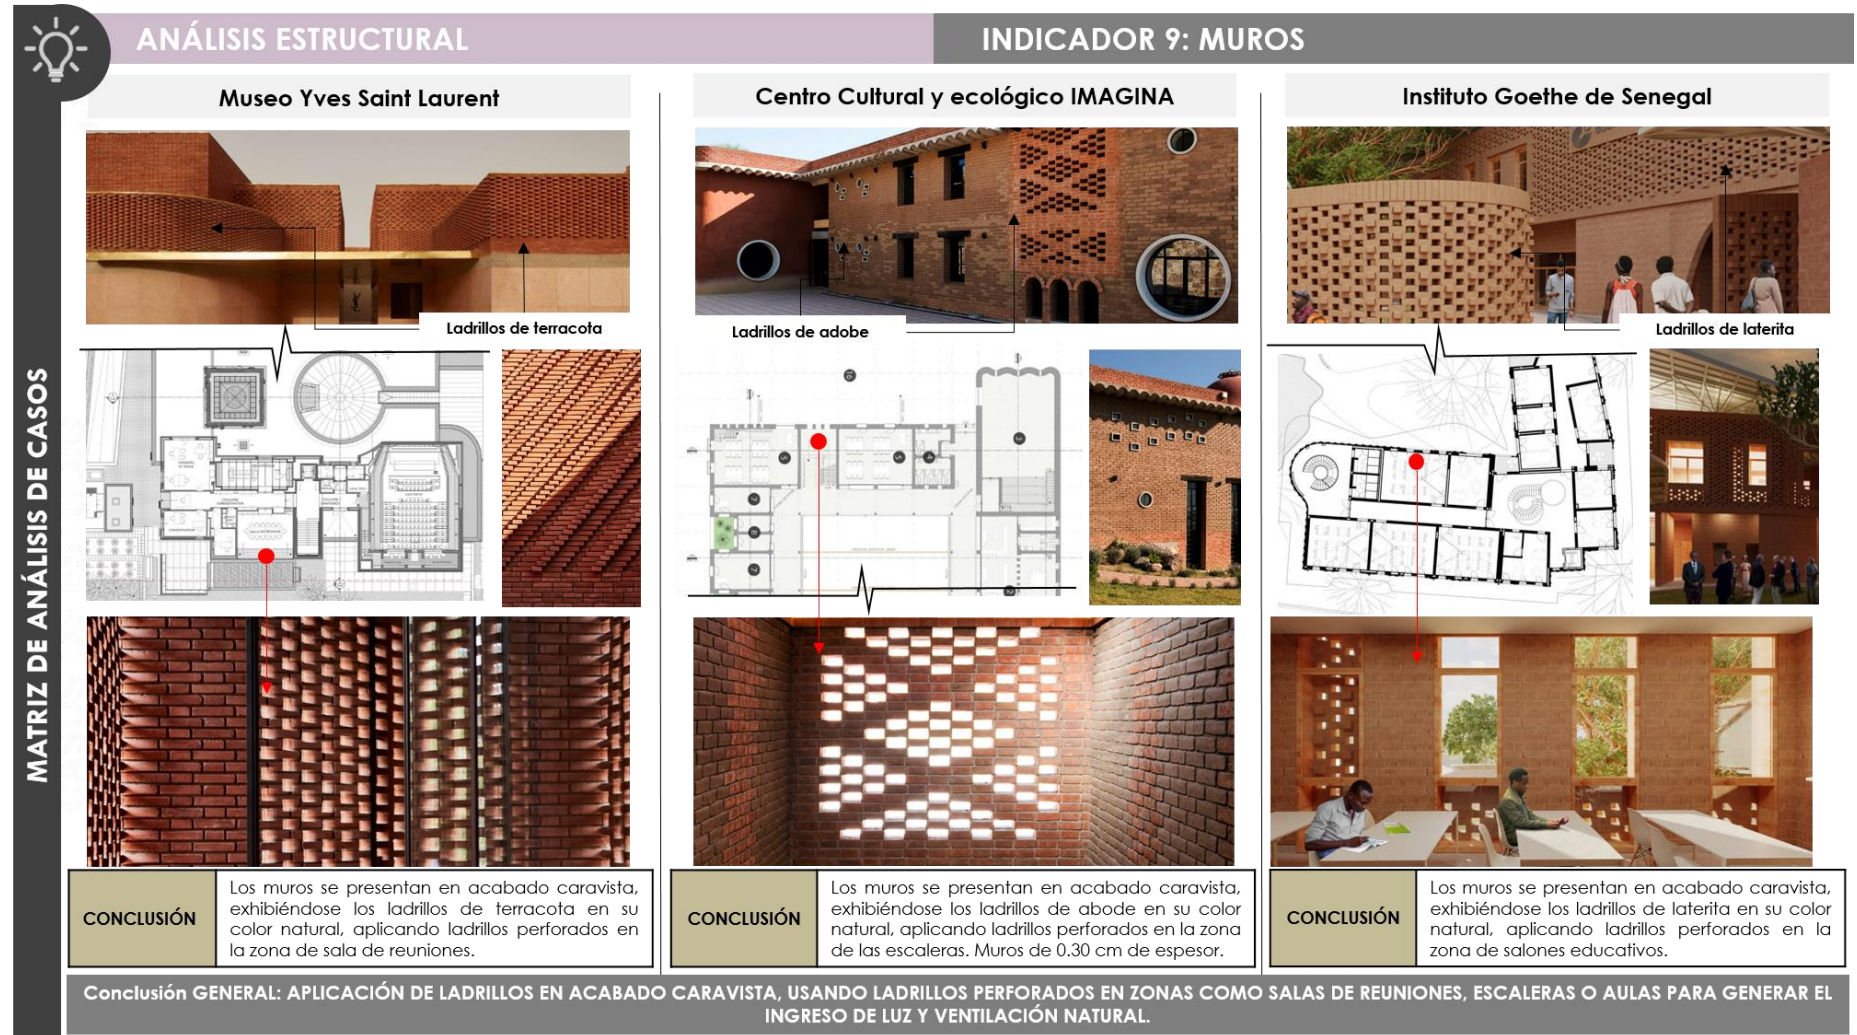 ANÁLISIS ESTRUCTURAL
INDICADOR 9: MUROS
MATRIZ DE ANÁLISIS DE CASOS
Museo Yves Saint Laurent
Ladrillos de terracota
CONCLUSIÓN
Los muros se presentan en acabado caravista,
exhibiéndose los ladrillos de terracota en su
color natural, aplicando ladrillos perforados en
la zona de sala de reuniones.
Centro Cultural y ecológico IMAGINA
Ladrillos de adobe
CONCLUSIÓN
Los muros se presentan en acabado caravista,
exhibiéndose los ladrillos de abode en su color
natural, aplicando ladrillos perforados en la zona
de las escaleras. Muros de 0.30 cm de espesor.
Instituto Goethe de Senegal
Ladrillos de laterita
CONCLUSIÓN
Los muros se presentan en acabado caravista,
exhibiéndose los ladrillos de laterita en su color
natural, aplicando ladrillos perforados en la
zona de salones educativos.
Conclusión GENERAL: APLICACIÓN DE LADRILLOS EN ACABADO CARAVISTA, USANDO LADRILLOS PERFORADOS EN ZONAS COMO SALAS DE REUNIONES, ESCALERAS O AULAS PARA GENERAR EL
INGRESO DE LUZ Y VENTILACIÓN NATURAL.